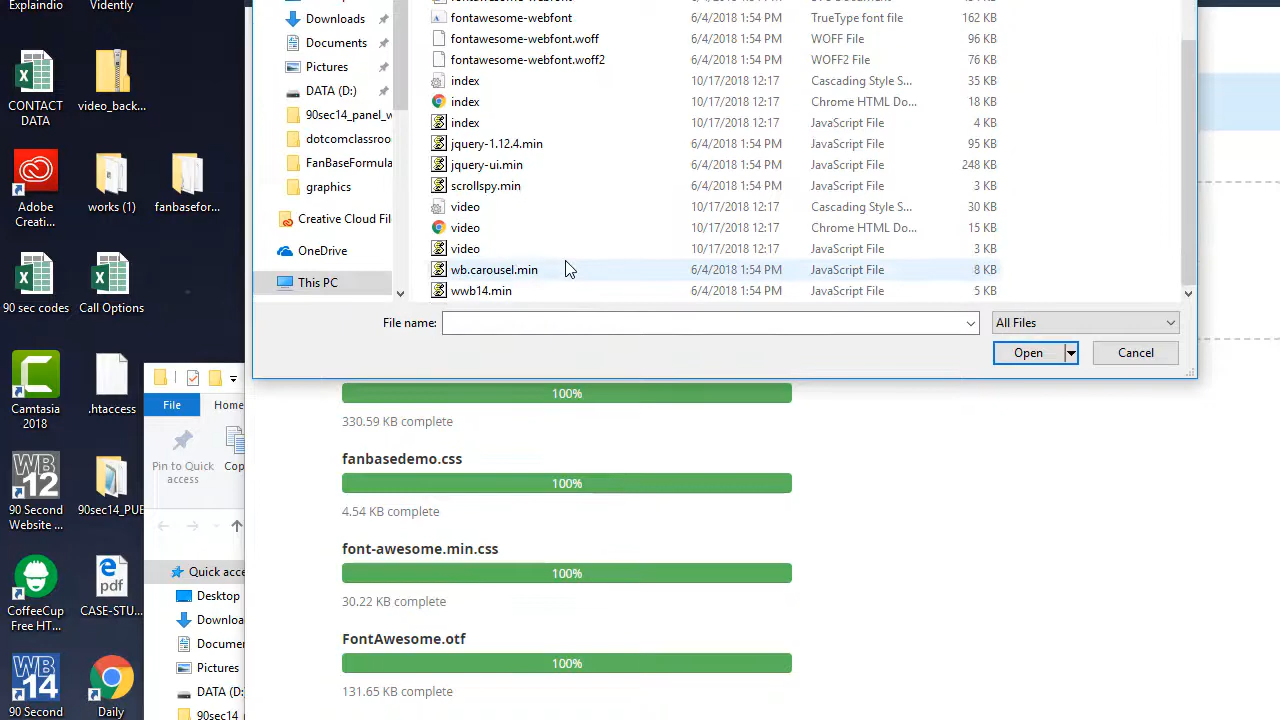 Explaindio
Vidently
CONTACT
DATA
video_back...
Adobe
Creati...
works (1)
fanbasefor...
90 sec codes
Call Options
Camtasia
2018
.htaccess
90 Second
Website ...
90sec14_PUE
CoffeeCup
Free HT...
CASE-STU...
90 Second
Daily
Downloads
Documents
Pictures
DATA (D:)
90sec14_panel_w
dotcomclassroom
FanBaseFormula
graphics
Creative Cloud Fil
OneDrive
This PC
fontawesome-webfont 6/4/2018 1:54 PM TrueType font file 162 KB
fontawesome-webfont.woff 6/4/2018 1:54 PM WOFF File 96 KB
fontawesome-webfont.woff2 6/4/2018 1:54 PM WOFF2 File 76 KB
index 10/17/2018 12:17 Cascading Style S... 35 KB
index 10/17/2018 12:17 Chrome HTML Do... 18 KB
index 10/17/2018 12:17 JavaScript File 4 KB
jquery-1.12.4.min 6/4/2018 1:54 PM JavaScript File 95 KB
jquery-ui.min 6/4/2018 1:54 PM JavaScript File 248 KB
scrollspy.min 6/4/2018 1:54 PM JavaScript File 3 KB
video 10/17/2018 12:17 Cascading Style S... 30 KB
video 10/17/2018 12:17 Chrome HTML Do... 15 KB
video 10/17/2018 12:17 JavaScript File 3 KB
wb.carousel.min 6/4/2018 1:54 PM JavaScript File 8 KB
wwb14.min 6/4/2018 1:54 PM JavaScript File 5 KB
File name:
All Files
Open
Cancel
File
Home
Pin to Quick
access
Cop
Quick acce
Desktop
Downloa
Documen
Pictures
DATA (D:
90sec14_
100%
330.59 KB complete
fanbasedemo.css
100%
4.54 KB complete
font-awesome.min.css
100%
30.22 KB complete
FontAwesome.otf
100%
131.65 KB complete